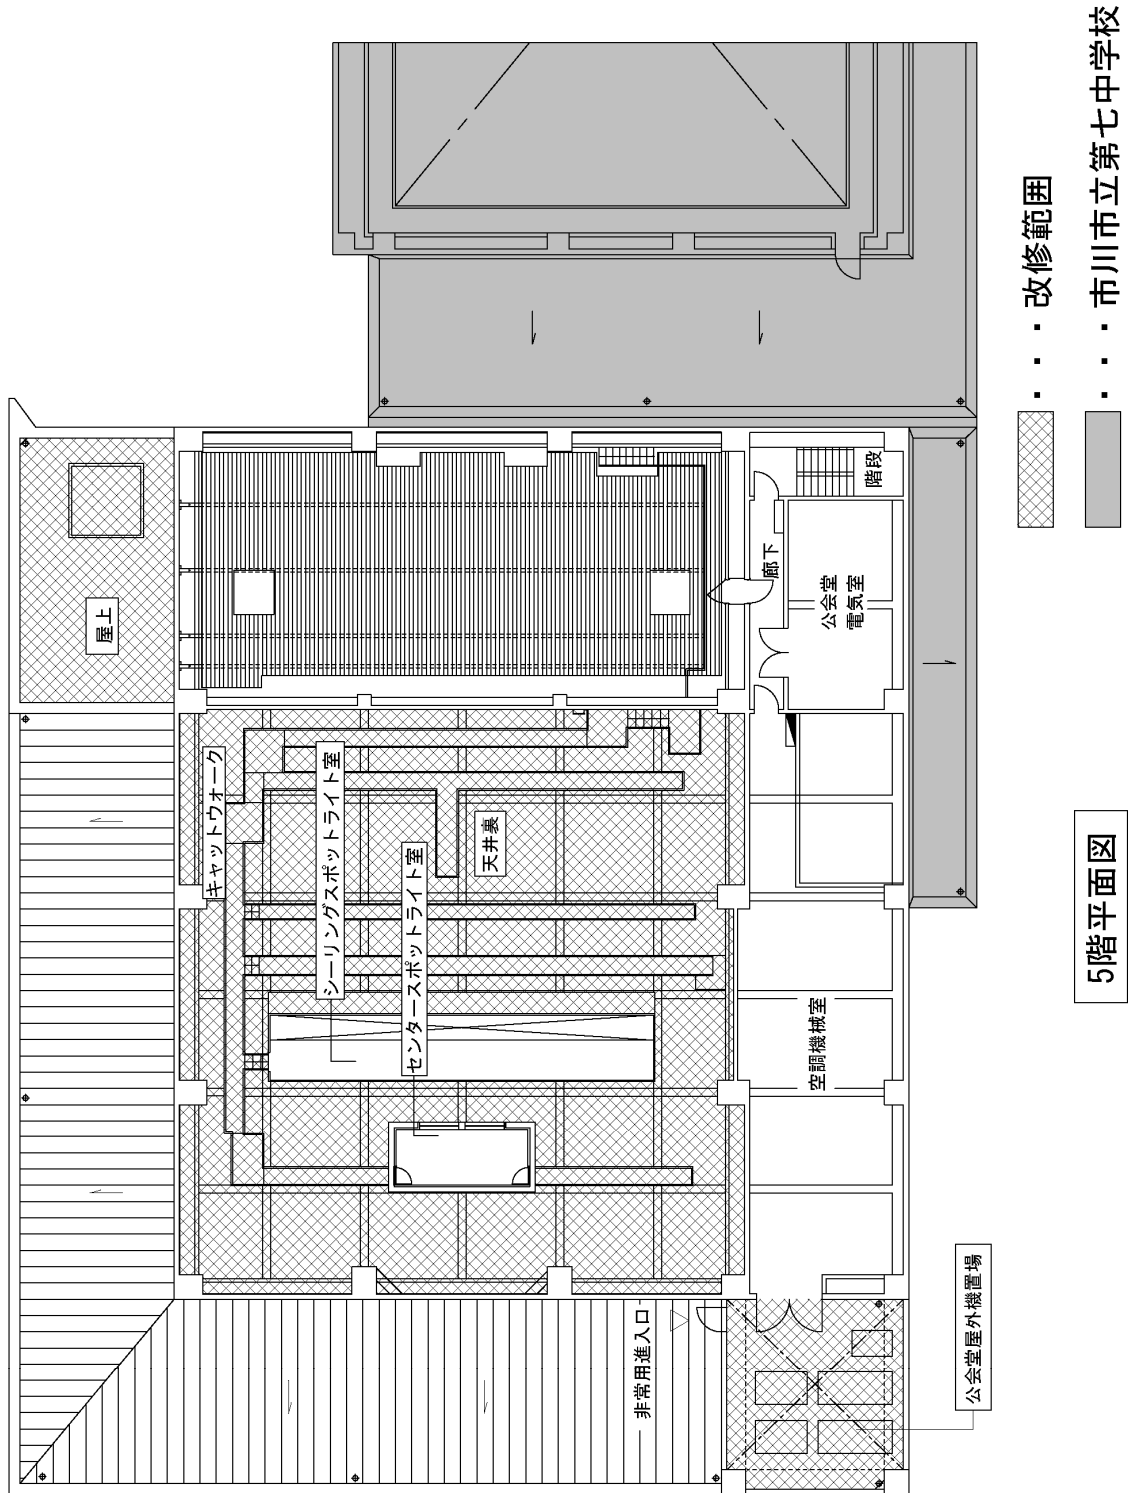 屋上
キャットウォーク
シーリングスポットライト室
センタースポットライト室
天井裏
廊下
階段
公会堂
電気室
空調機械室
非常用進入口
公会堂屋外機置場
・・・改修範囲
・・・市川市立第七中学校
5階平面図